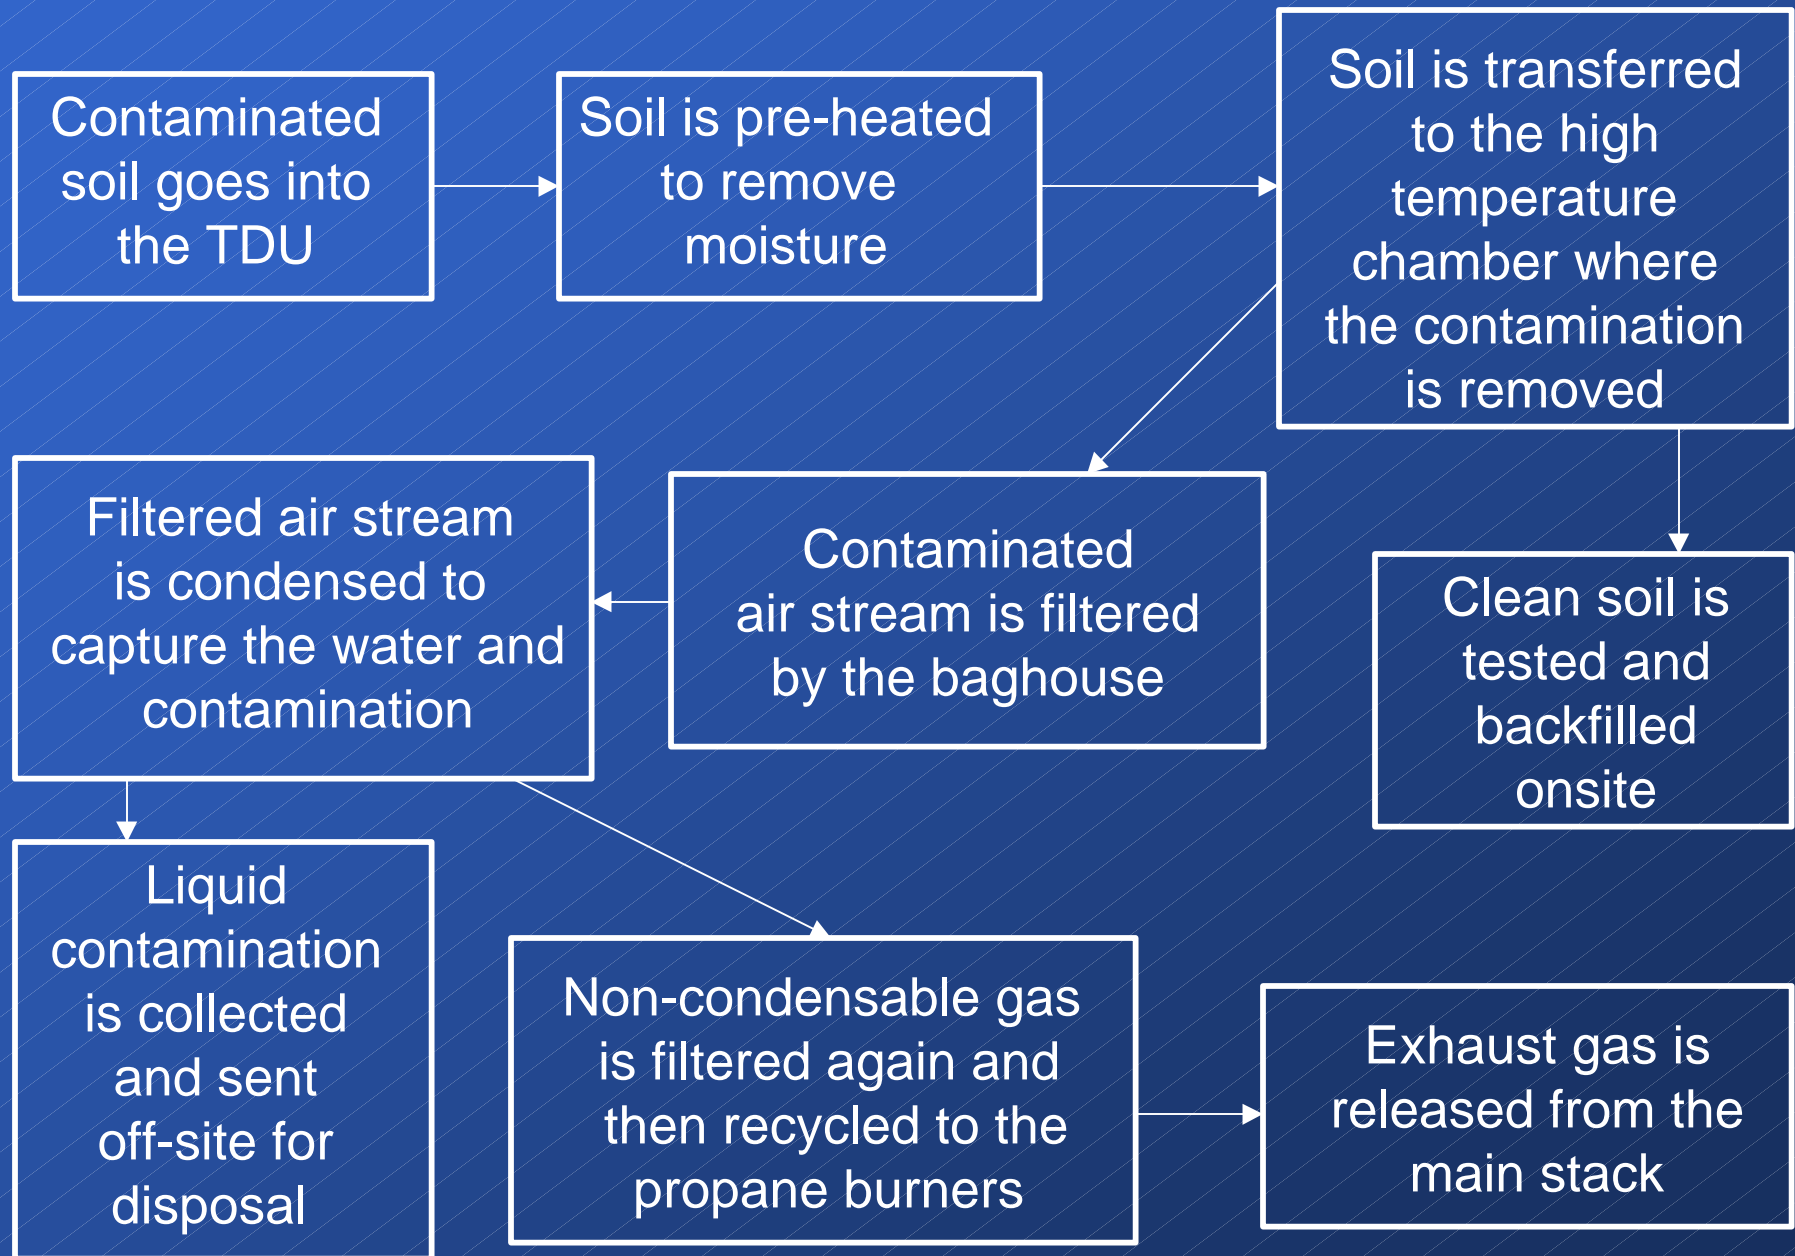 Contaminated
soil goes into
the TDU
Soil is pre-heated
to remove
moisture
Soil is transferred
to the high
temperature
chamber where
the contamination
is removed
Filtered air stream
is condensed to
capture the water and
contamination
Contaminated
air stream is filtered
by the baghouse
Clean soil is
tested and
backfilled
onsite
Liquid
contamination
is collected
and sent
off-site for
disposal
Non-condensable gas
is filtered again and
then recycled to the
propane burners
Exhaust gas is
released from the
main stack